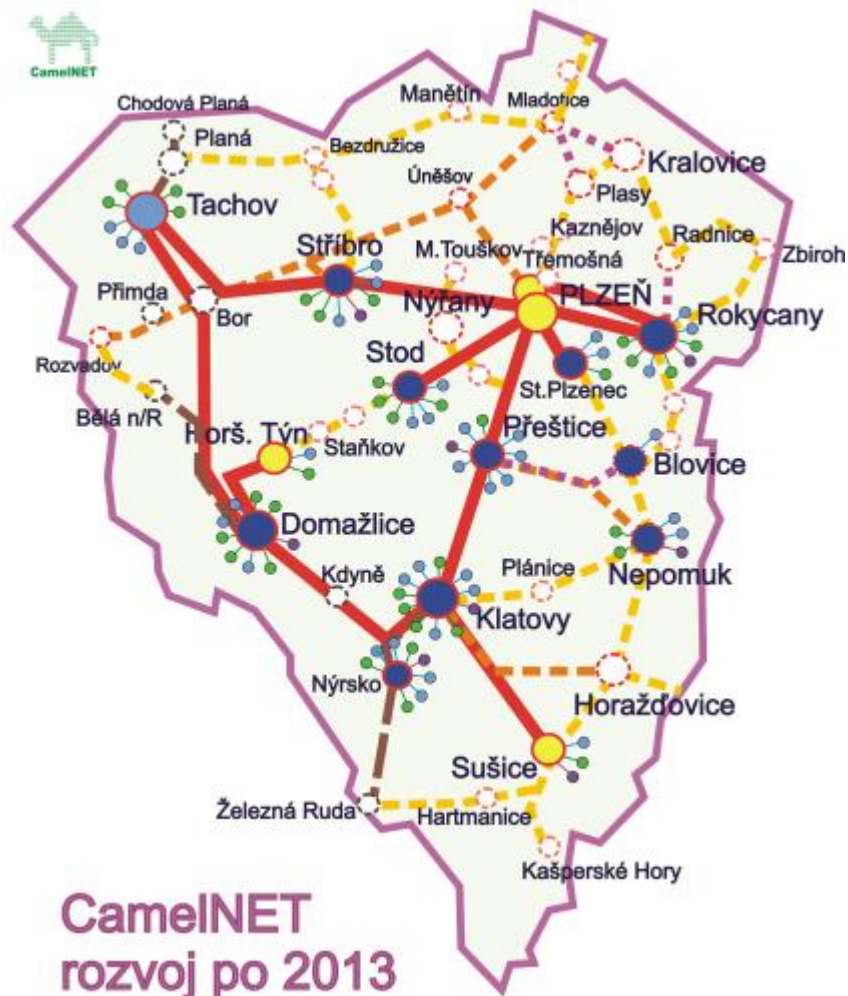 CamelNET
Chodová Planá
Planá
Manětín
Mladotice
Bezdružice
Kralovice
Tachov
Úněšov
Plasy
Kaznějov
Stříbro
M.Touškov
Třemošná
Radnice
Zbiroh
Přimda
Bor
Nýřany
PLZEŇ
Rokycany
Rozvadov
Stod
St.Plzenec
Bělá n/R
Horš. Týn
Staňkov
Přeštice
Blovice
Domažlice
Kdyně
Plánice
Nepomuk
Klatovy
Nýrsko
Horažďovice
Sušice
Železná Ruda
Hartmanice
Kašperské Hory
CamelNET
rozvoj po 2013